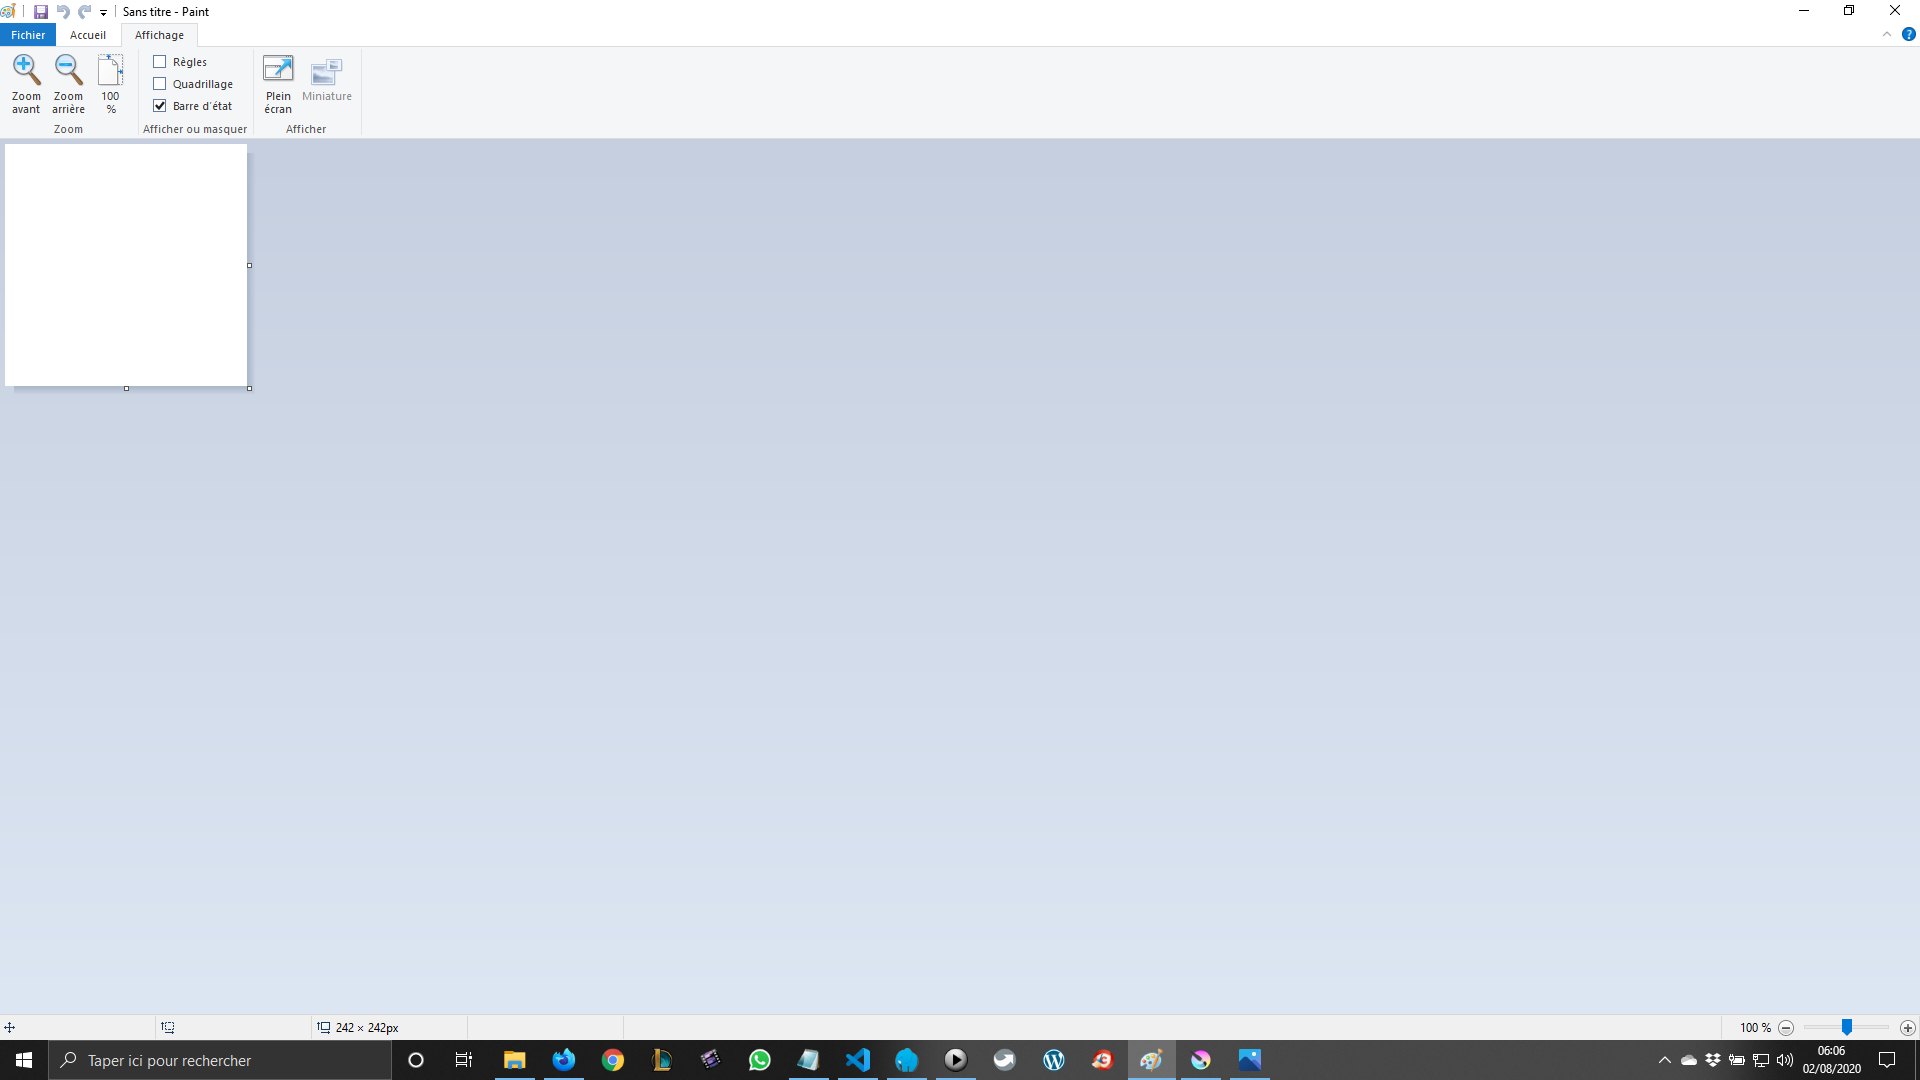 Sans titre - Paint
Fichier
Accueil
Affichage
Zoom
avant
Zoom
arrière
100
%
Règles
Quadrillage
Barre d'état
Plein
écran
Miniature
Zoom
Afficher ou masquer
Afficher
242 × 242px
100 %
Taper ici pour rechercher
06:06
02/08/2020